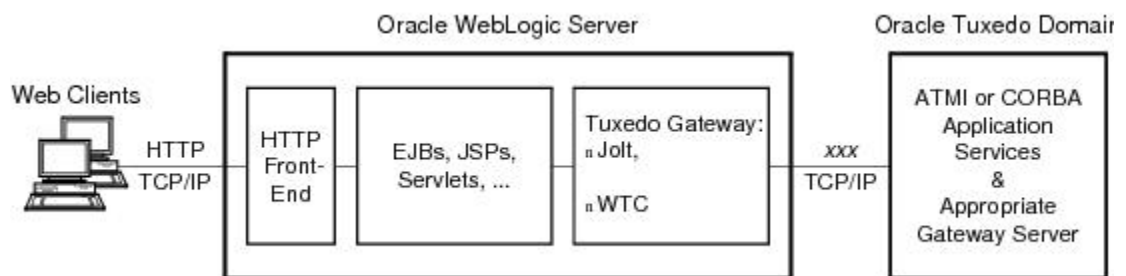 Oracle WebLogic Server
Oracle Tuxedo Domain
Web Clients
HTTP
TCP/IP
HTTP
Front-
End
EJBs, JSPs,
Servlets, ...
Tuxedo Gateway:
n Jolt,
n WTC
xxx
TCP/IP
ATMI or CORBA
Application
Services
&
Appropriate
Gateway Server